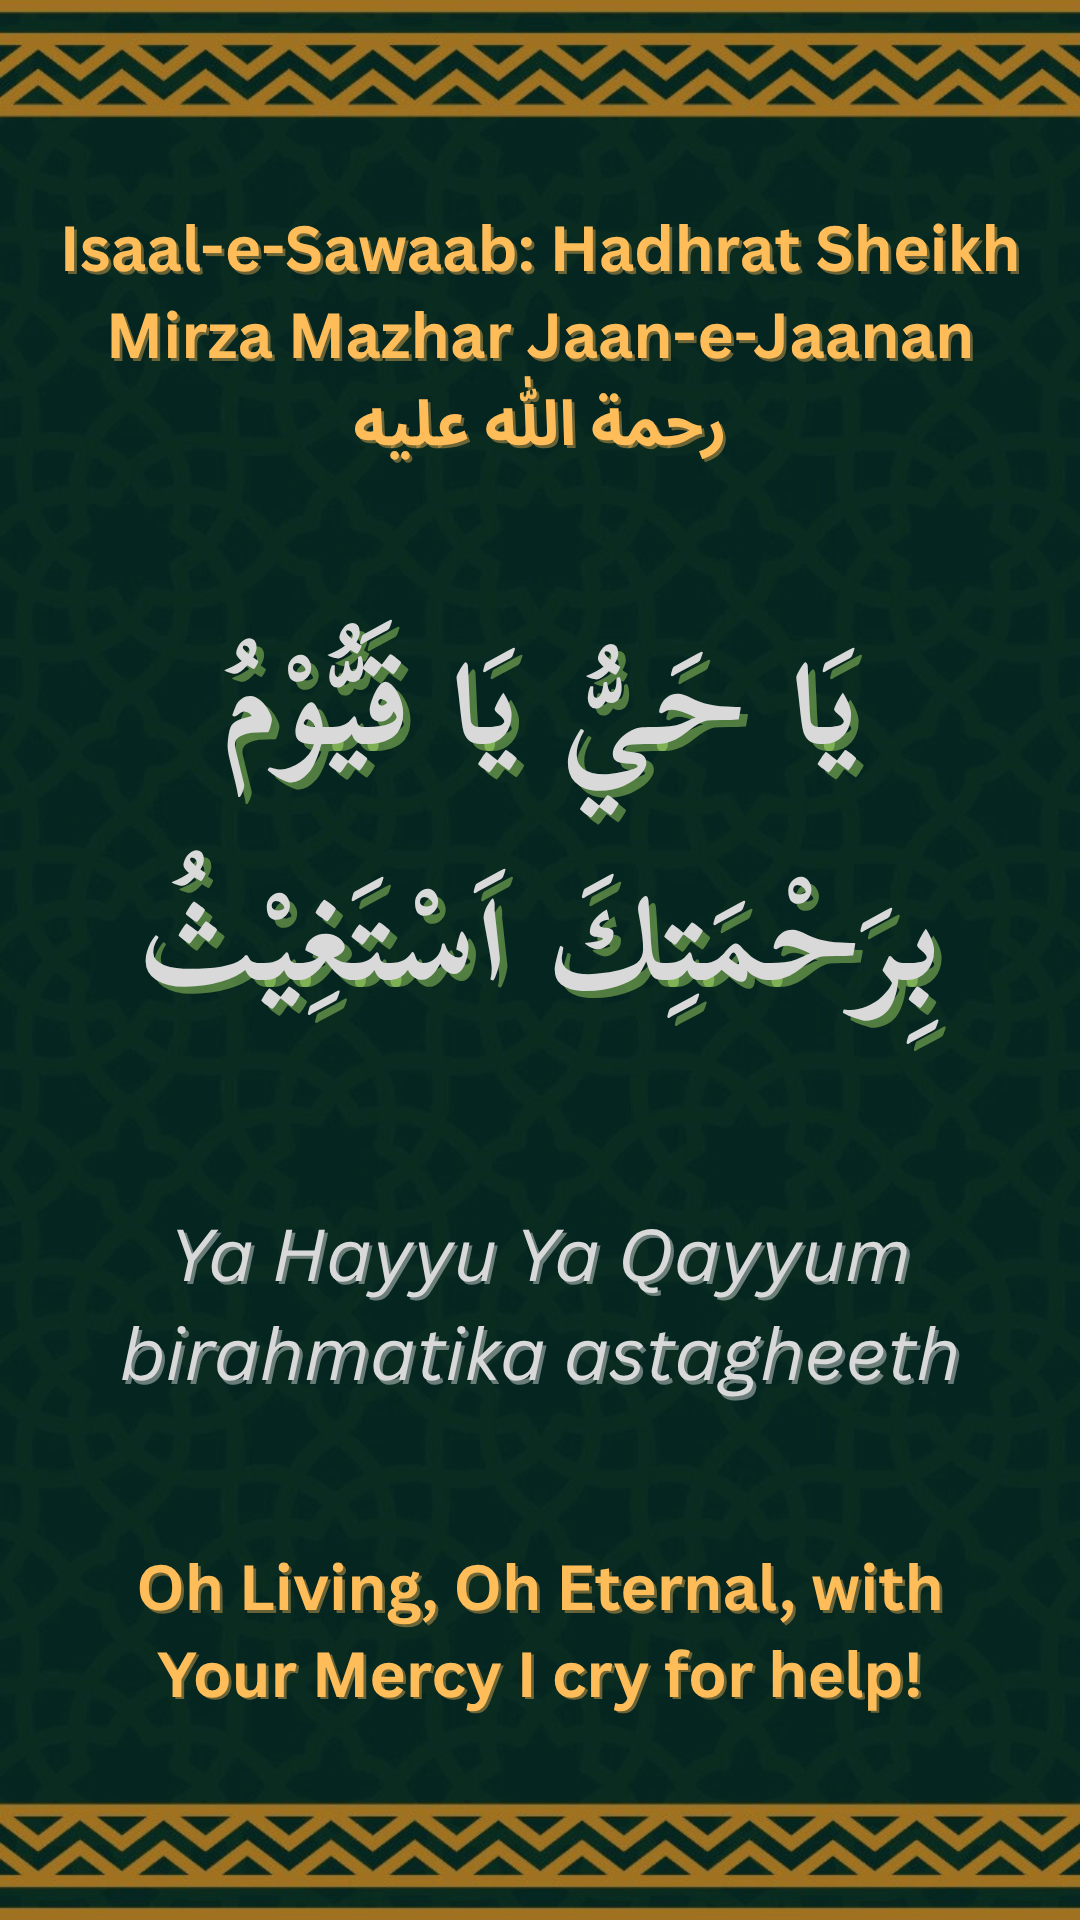 Isaal-e-Sawaab: Hadhrat Sheikh
Mirza Mazhar Jaan-e-Jaanan
رحمة الله عليه
يَا حَيُّ يَا قَيُّوْمُ
بِرَحْمَتِكَ اَسْتَغِيْثُ
Ya Hayyu Ya Qayyum
birahmatika astagheeth
Oh Living, Oh Eternal, with
Your Mercy I cry for help!